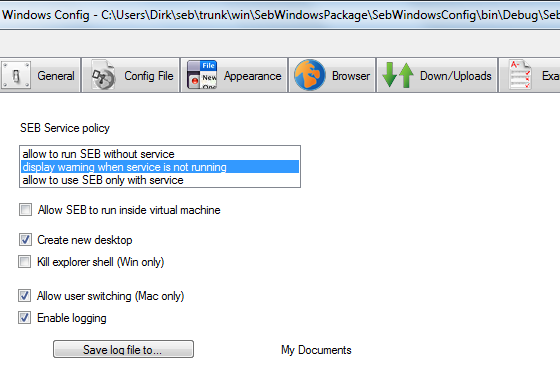 Windows Config - C:\Users\Dirk\seb\trunk\win\SebWindowsPackage\SebWindowsConfig\bin\Debug\Seb
General
Config File
File
New
Appearance
Browser
Down/Uploads
Exa
SEB Service policy
allow to run SEB without service
display warning when service is not running
allow to use SEB only with service
Allow SEB to run inside virtual machine
Create new desktop
Kill explorer shell (Win only)
Allow user switching (Mac only)
Enable logging
Save log file to... My Documents